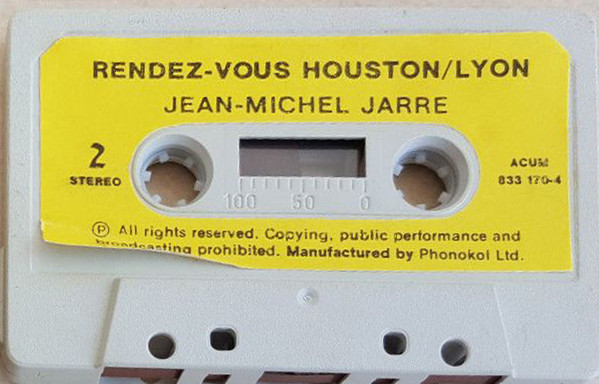 RENDEZ-VOUS HOUSTON/LYON
JEAN-MICHEL JARRE
2
STEREO
ACUM
833 170-4
100 50 0
Ⓟ All rights reserved. Copying, public performance and
broadcasting prohibited. Manufactured by Phonokol Ltd.